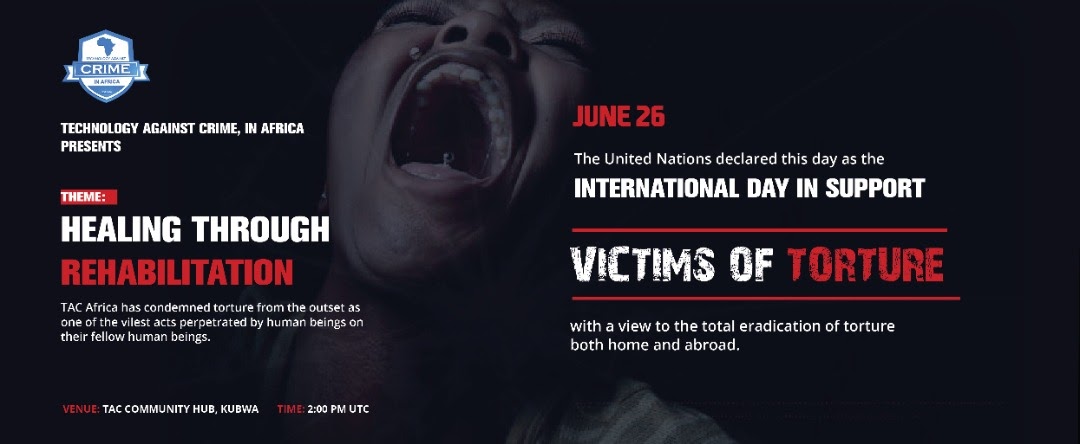 TECHNOLOGY AGAINST
CRIME
IN AFRICA
TECHNOLOGY AGAINST CRIME, IN AFRICA
PRESENTS
THEME:
HEALING THROUGH
REHABILITATION
TAC Africa has condemned torture from the outset as
one of the vilest acts perpetrated by human beings on
their fellow human beings.
VENUE: TAC COMMUNITY HUB, KUBWA TIME: 2:00 PM UTC
JUNE 26
The United Nations declared this day as the
INTERNATIONAL DAY IN SUPPORT
VICTIMS OF TORTURE
with a view to the total eradication of torture
both home and abroad.